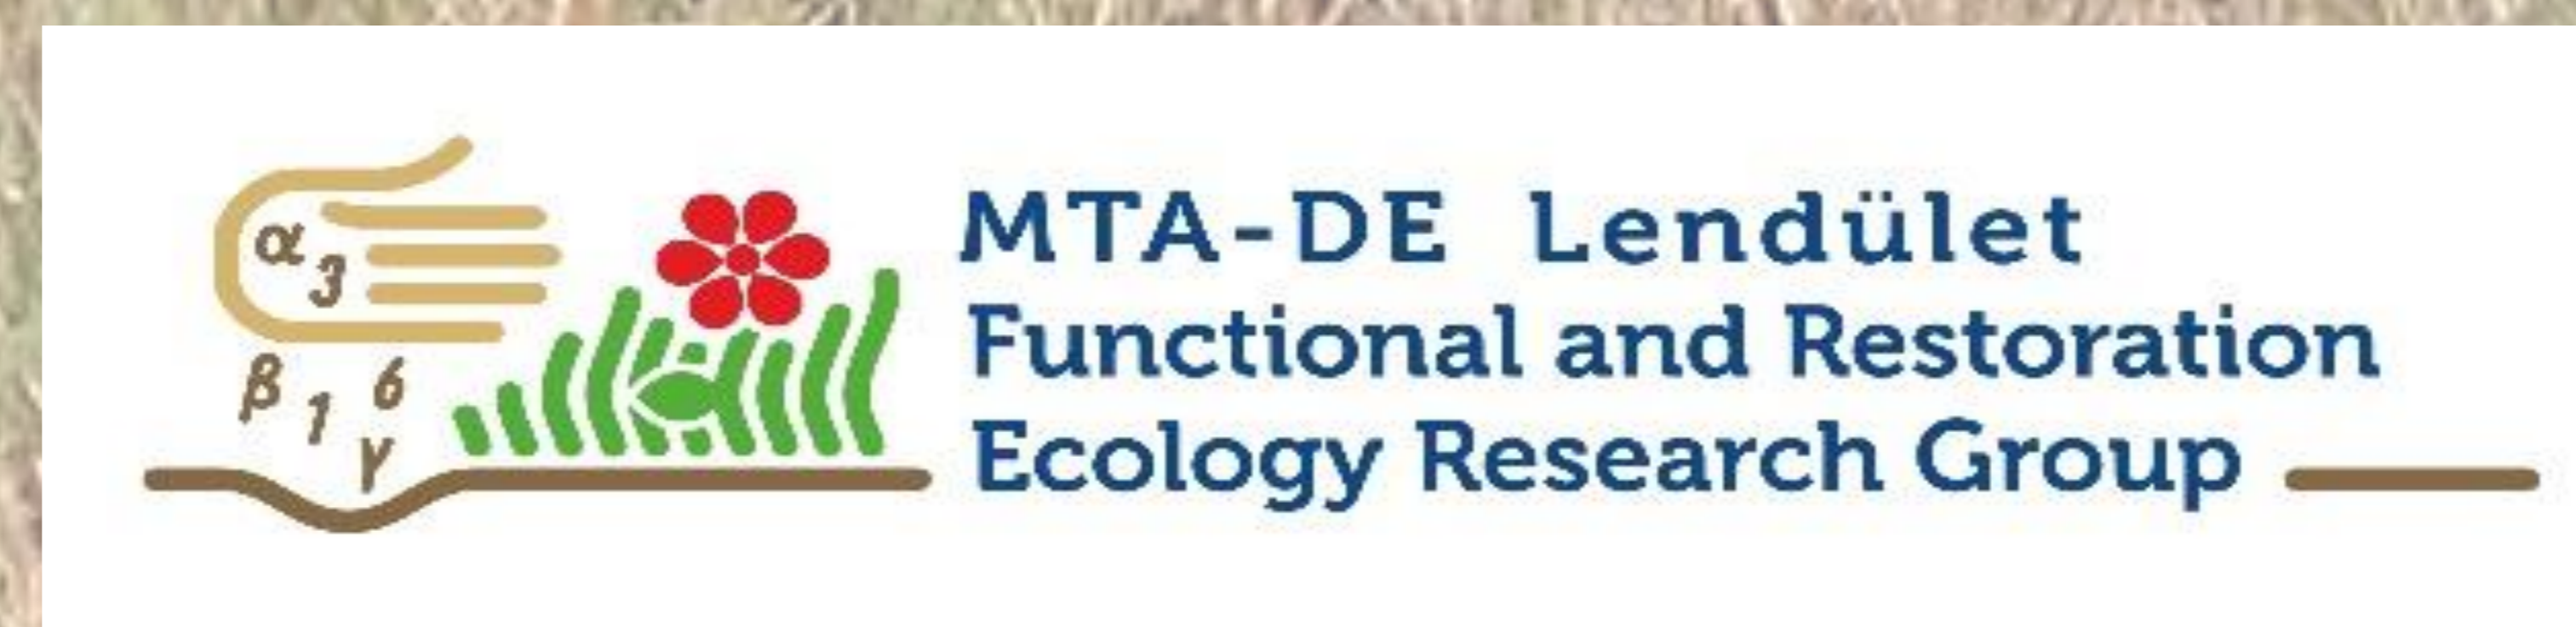 α
3
β 1 6
γ
MTA-DE Lendület
Functional and Restoration
Ecology Research Group